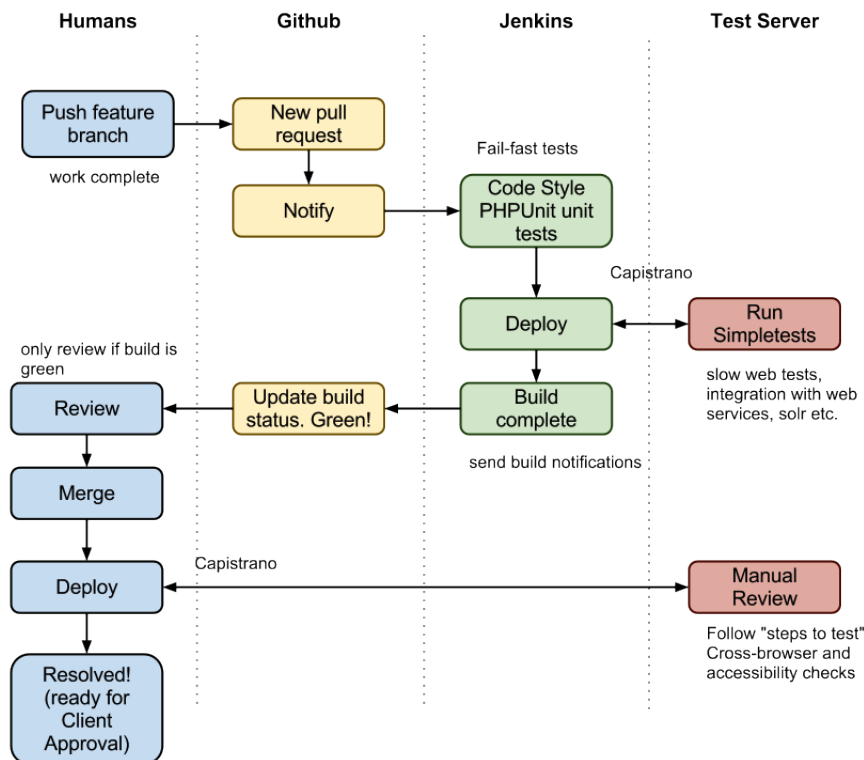 Humans
Github
Jenkins
Test Server
Push feature
branch
New pull
request
work complete
Fail-fast tests
Notify
Code Style
PHPUnit unit
tests
Capistrano
Deploy
Run
Simpletests
only review if build is
green
slow web tests,
integration with web
services, solr etc.
Review
Update build
status. Green!
Build
complete
send build notifications
Merge
Capistrano
Deploy
Manual
Review
Follow "steps to test"
Cross-browser and
accessibility checks
Resolved!
(ready for
Client
Approval)